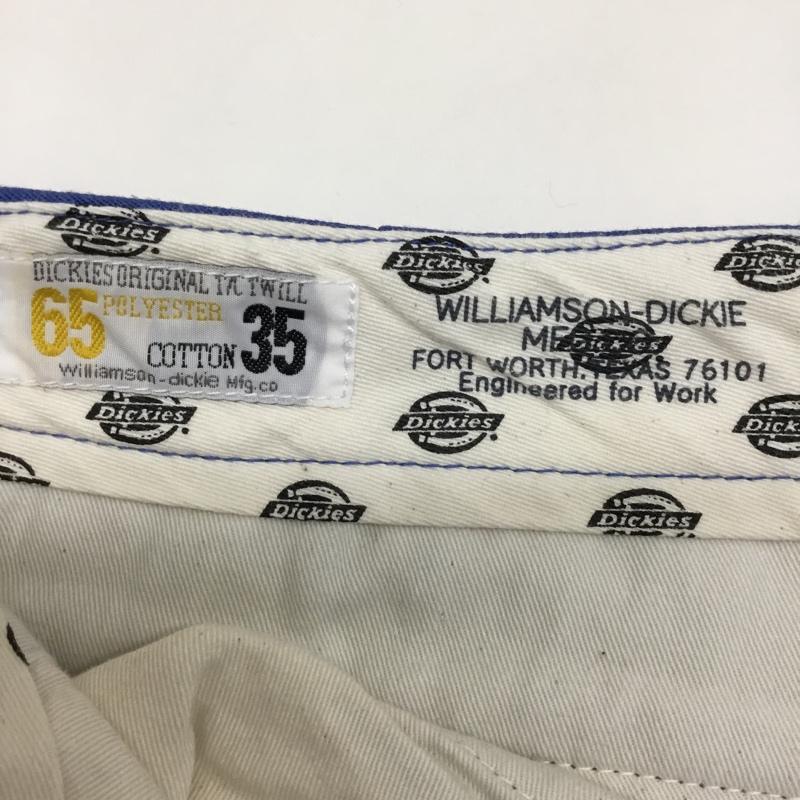 Dickies
Dickies
Dickies
DICKIES ORIGINAL T/C TWILL
65 POLYESTER
COTTON 35
Williamson-dickie Mfg.co
WILLIAMSON-DICKIE
Dickies
FORT WORTH, TEXAS 76101
Engineered for Work
Dickies
Dickies
Dickies
Dickies
Dickies